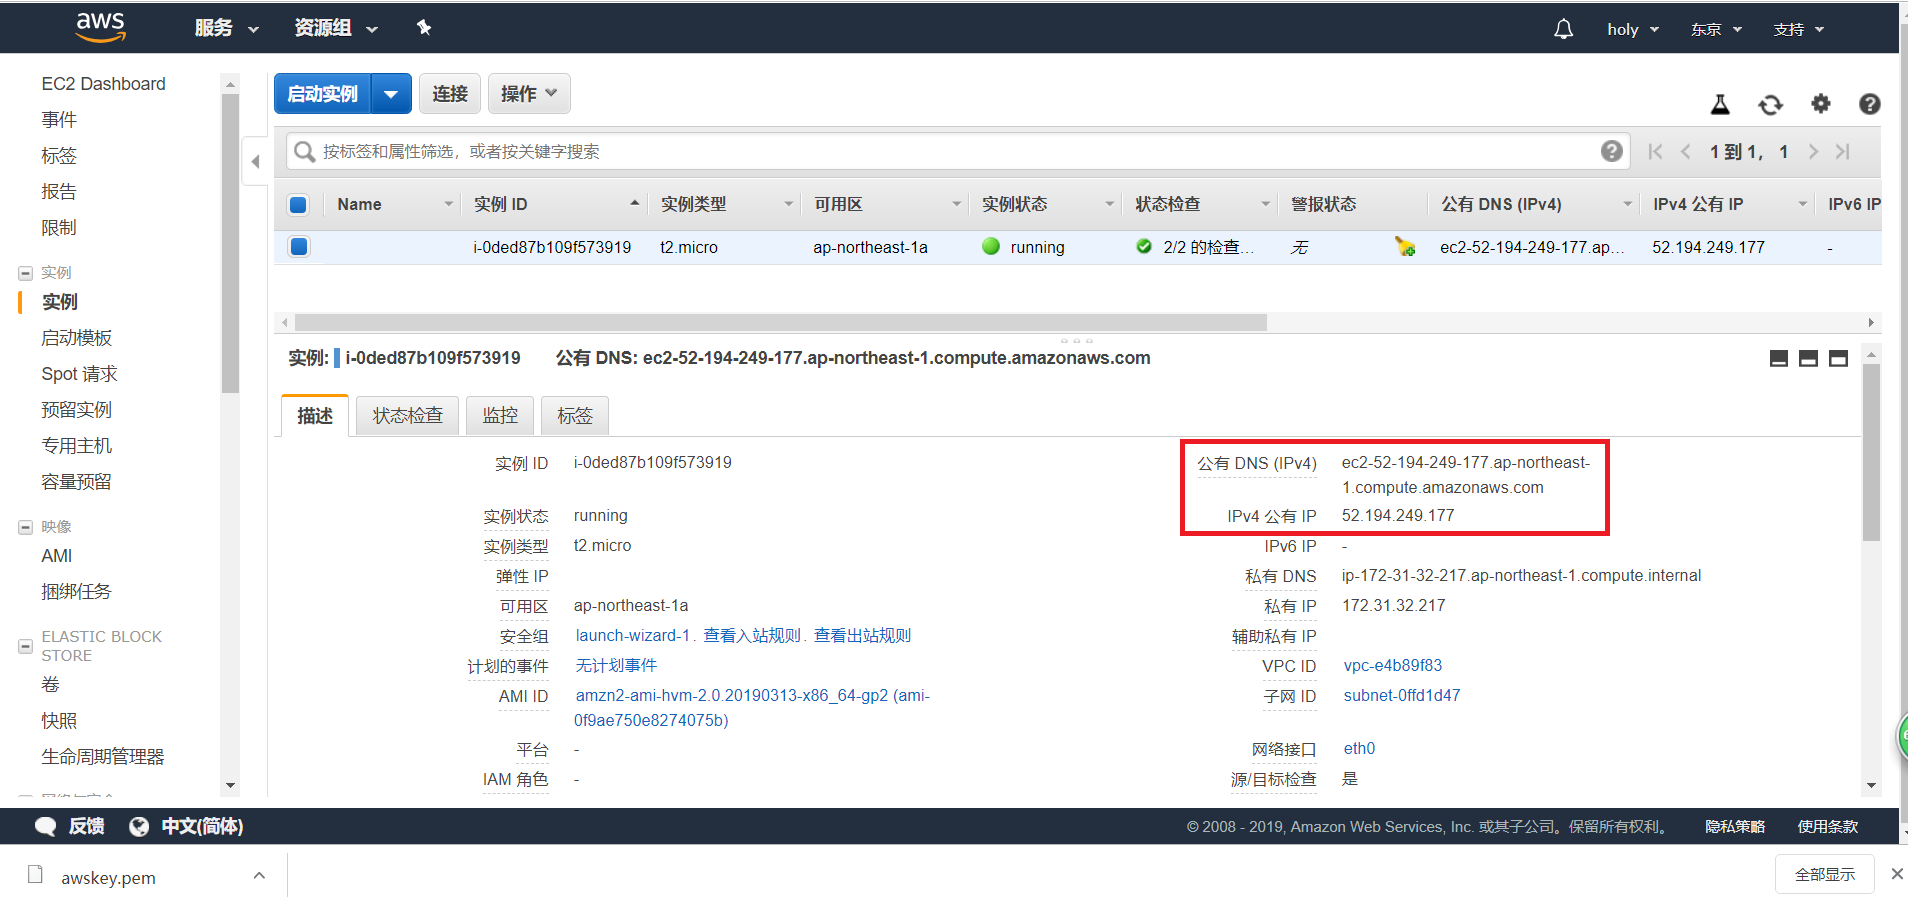 aws 服务 资源组 holy 东京 支持
EC2 Dashboard
事件
标签
报告
限制
实例
实例
启动模板
Spot 请求
预留实例
专用主机
容量预留
映像
AMI
捆绑任务
ELASTIC BLOCK
STORE
卷
快照
生命周期管理器
启动实例 连接 操作
按标签和属性筛选，或者按关键字搜索 1 到 1， 1
Name 实例 ID 实例类型 可用区 实例状态 状态检查 警报状态 公有 DNS (IPv4) IPv4 公有 IP IPv6 IP
i-0ded87b109f573919 t2.micro ap-northeast-1a running 2/2 的检查... 无 ec2-52-194-249-177.ap... 52.194.249.177 -
实例: i-0ded87b109f573919 公有 DNS: ec2-52-194-249-177.ap-northeast-1.compute.amazonaws.com
描述 状态检查 监控 标签
实例 ID i-0ded87b109f573919
实例状态 running
实例类型 t2.micro
弹性 IP
可用区 ap-northeast-1a
安全组 launch-wizard-1. 查看入站规则. 查看出站规则
计划的事件 无计划事件
AMI ID amzn2-ami-hvm-2.0.20190313-x86_64-gp2 (ami-
0f9ae750e8274075b)
平台 -
IAM 角色 -
公有 DNS (IPv4) ec2-52-194-249-177.ap-northeast-
1.compute.amazonaws.com
IPv4 公有 IP 52.194.249.177
IPv6 IP -
私有 DNS ip-172-31-32-217.ap-northeast-1.compute.internal
私有 IP 172.31.32.217
辅助私有 IP
VPC ID vpc-e4b89f83
子网 ID subnet-0ffd1d47
网络接口 eth0
源/目标检查 是
反馈 中文(简体) © 2008 - 2019, Amazon Web Services, Inc. 或其子公司。保留所有权利。 隐私策略 使用条款
awskey.pem 全部显示